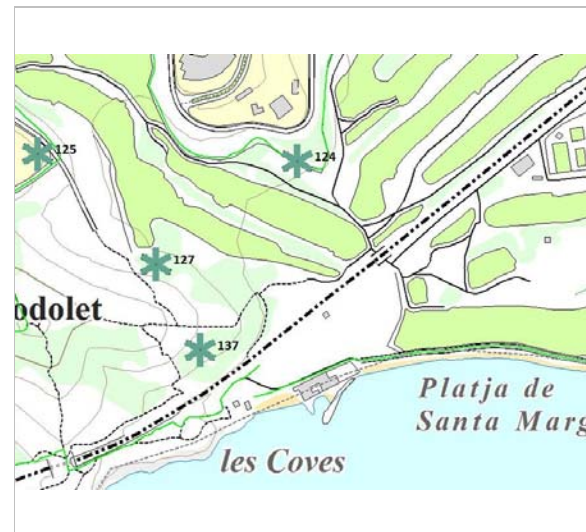 125
124
127
odolet
137
Platja de
Santa Marg
les Coves